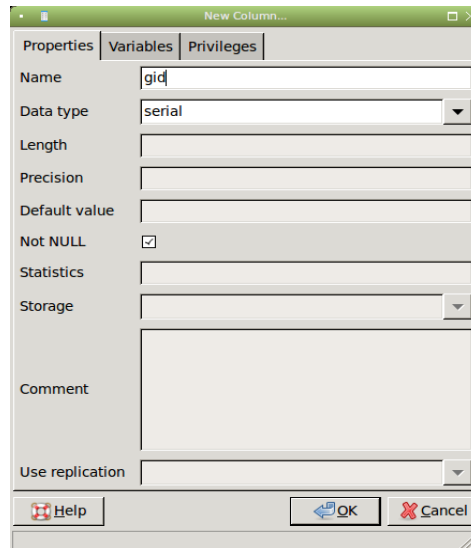 New Column...
Properties Variables Privileges
Name gid
Data type serial
Length
Precision
Default value
Not NULL
Statistics
Storage
Comment
Use replication
Help OK Cancel